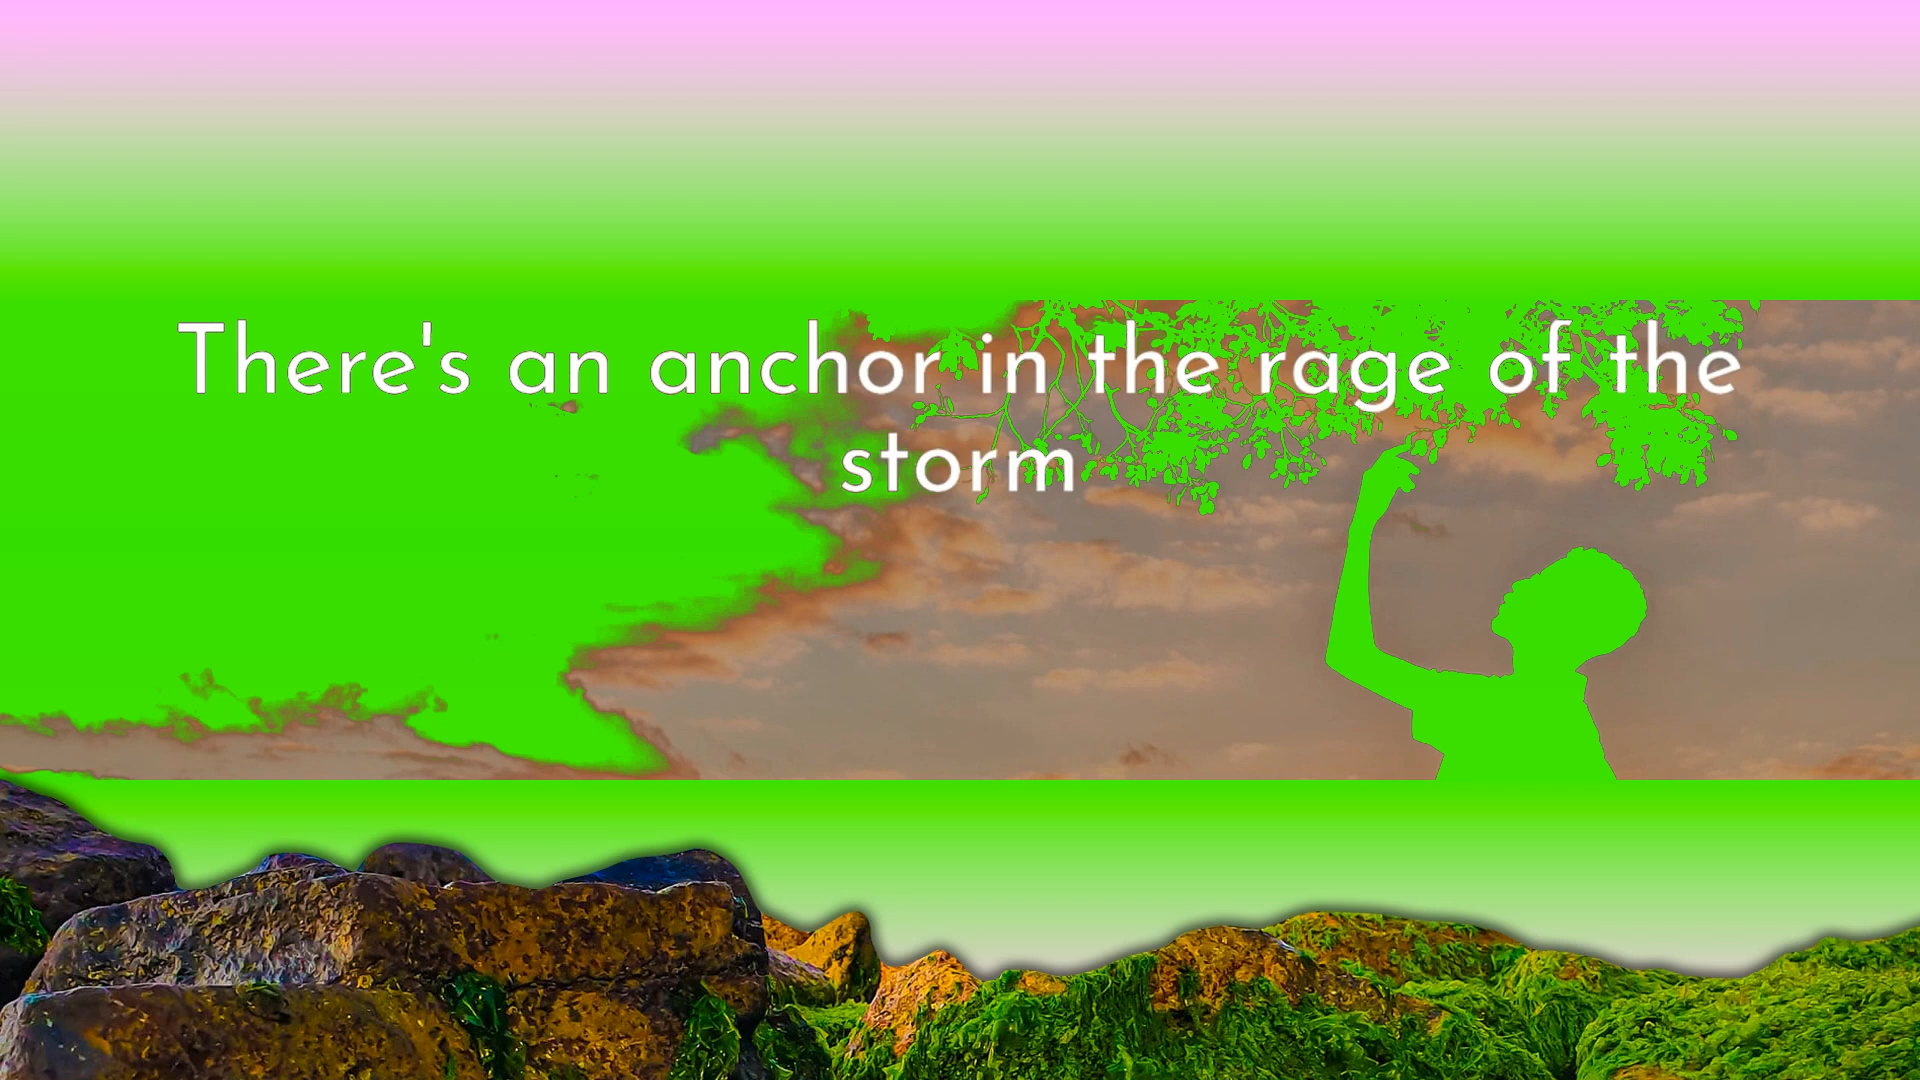 There's an anchor in the rage of the
storm